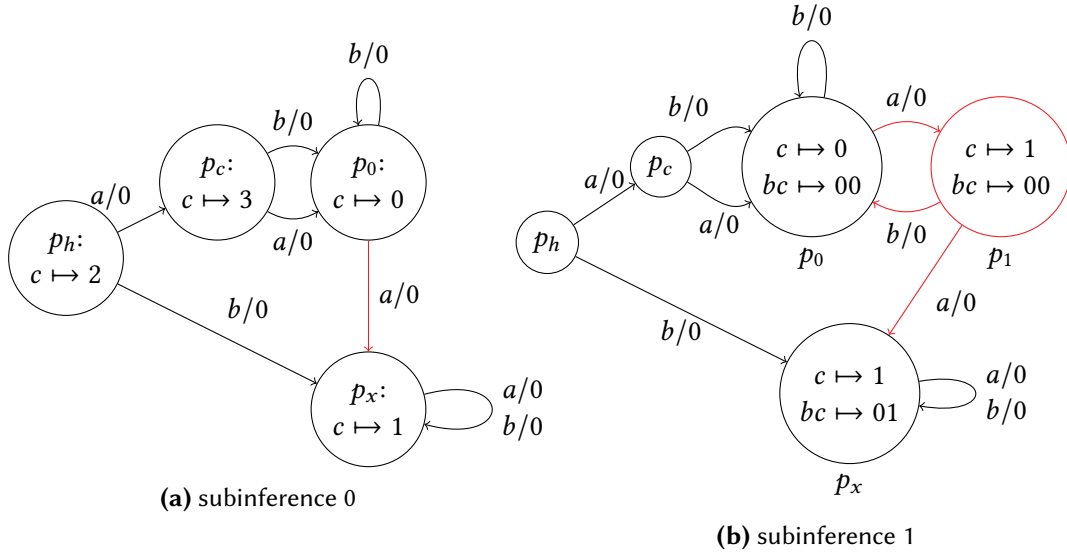 b/0
b/0
a/0
p_c:
c ↦ 3
p_0:
c ↦ 0
a/0
p_h:
c ↦ 2
a/0
b/0
p_x:
c ↦ 1
a/0
b/0
(a) subinference 0
b/0
a/0
b/0
p_c
c ↦ 0
bc ↦ 00
p_0
c ↦ 1
bc ↦ 00
p_1
a/0
a/0
b/0
p_h
a/0
b/0
c ↦ 1
bc ↦ 01
p_x
a/0
b/0
(b) subinference 1